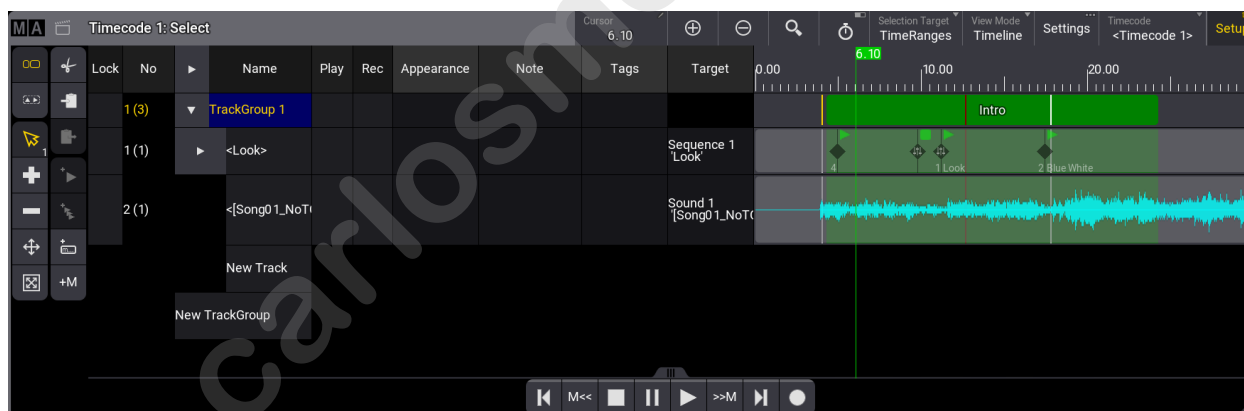 MA Timecode 1: Select
Cursor
6.10
Selection Target
TimeRanges
View Mode
Timeline
Settings
Timecode
<Timecode 1>
Setup
Lock No Name Play Rec Appearance Note Tags Target
6.10
0.00 10.00 20.00
1 (3) TrackGroup 1
Intro
1 (1) <Look>
Sequence 1
'Look'
4 1 Look 2 Blue White
2 (1) <[Song01_NoT
Sound 1
'[Song01_NoT
New Track
New TrackGroup
1
+M
M<< >>M
carlosm